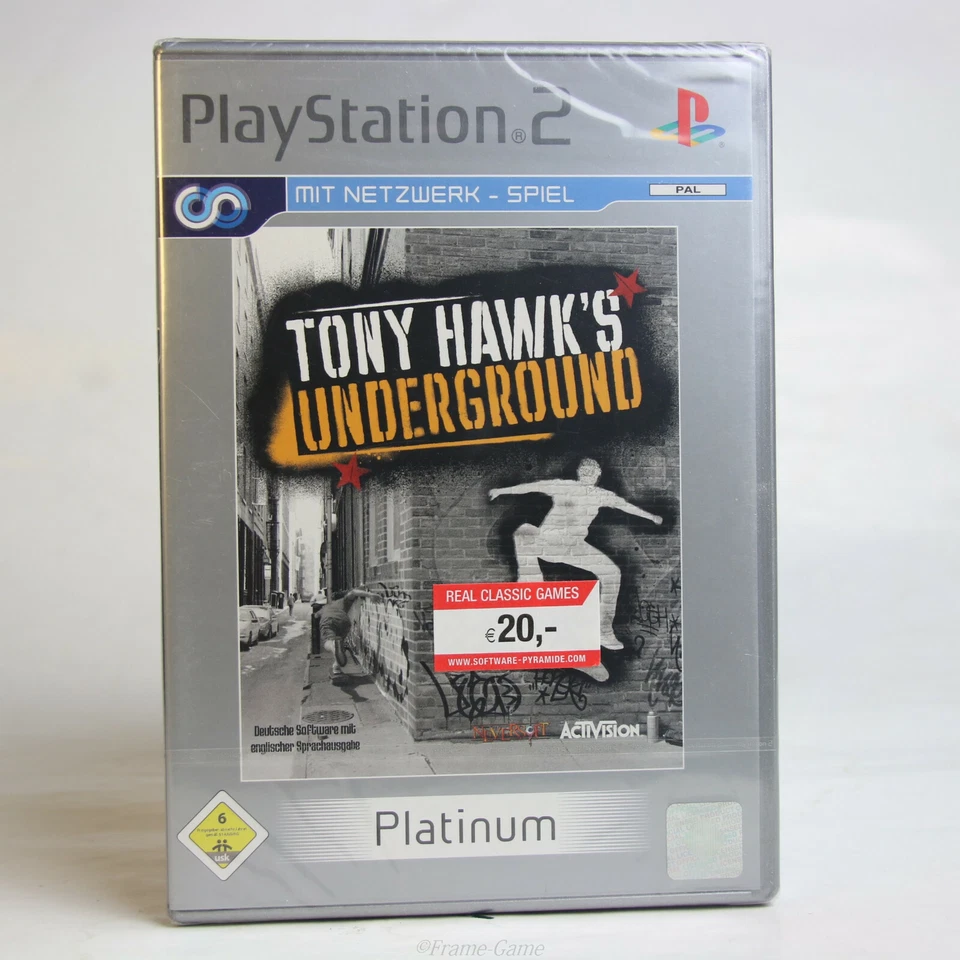 PlayStation®2
MIT NETZWERK - SPIEL
PAL
TONY HAWK'S
UNDERGROUND
REAL CLASSIC GAMES
€20,-
WWW.SOFTWARE-PYRAMIDE.COM
Deutsche Software mit
englischer Sprachausgabe
NEVERSOFT
ACTIVISION
Platinum
6
usk
©Frame-Game